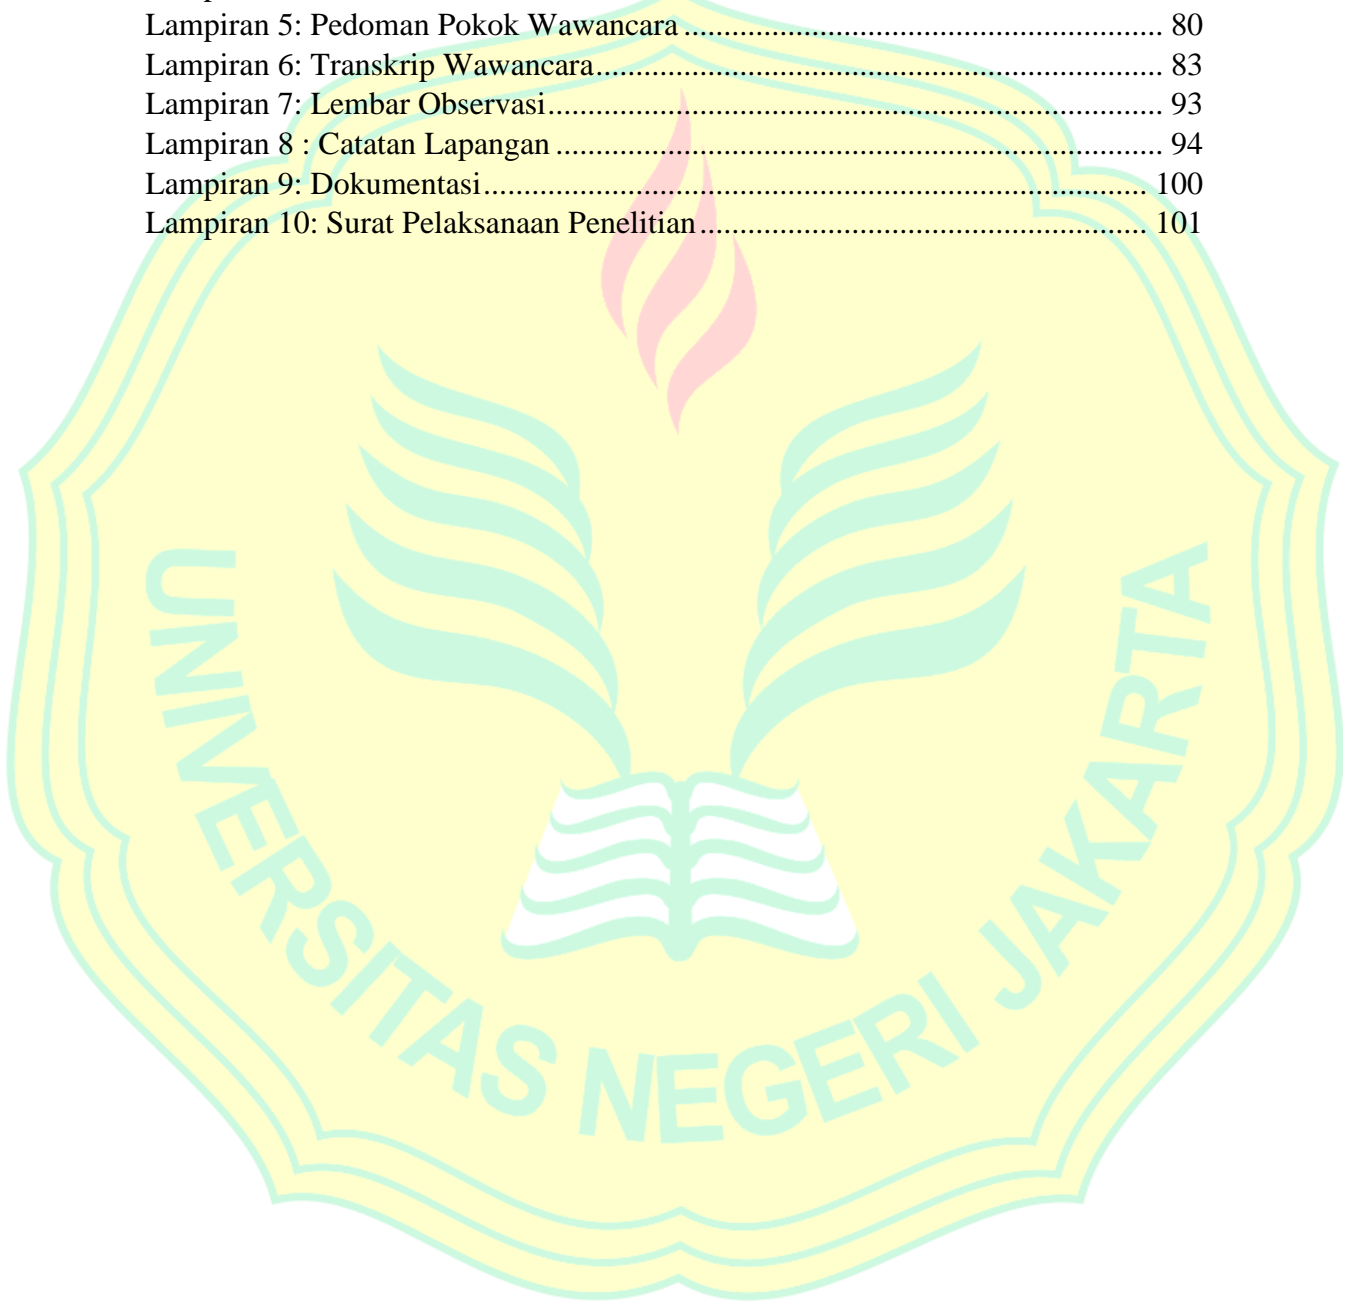 Lampiran 5: Pedoman Pokok Wawancara ............................................................ 80
Lampiran 6: Transkrip Wawancara....................................................................... 83
Lampiran 7: Lembar Observasi............................................................................. 93
Lampiran 8 : Catatan Lapangan ............................................................................ 94
Lampiran 9: Dokumentasi................................................................................... 100
Lampiran 10: Surat Pelaksanaan Penelitian ........................................................ 101
UNIVERSITAS NEGERI JAKARTA